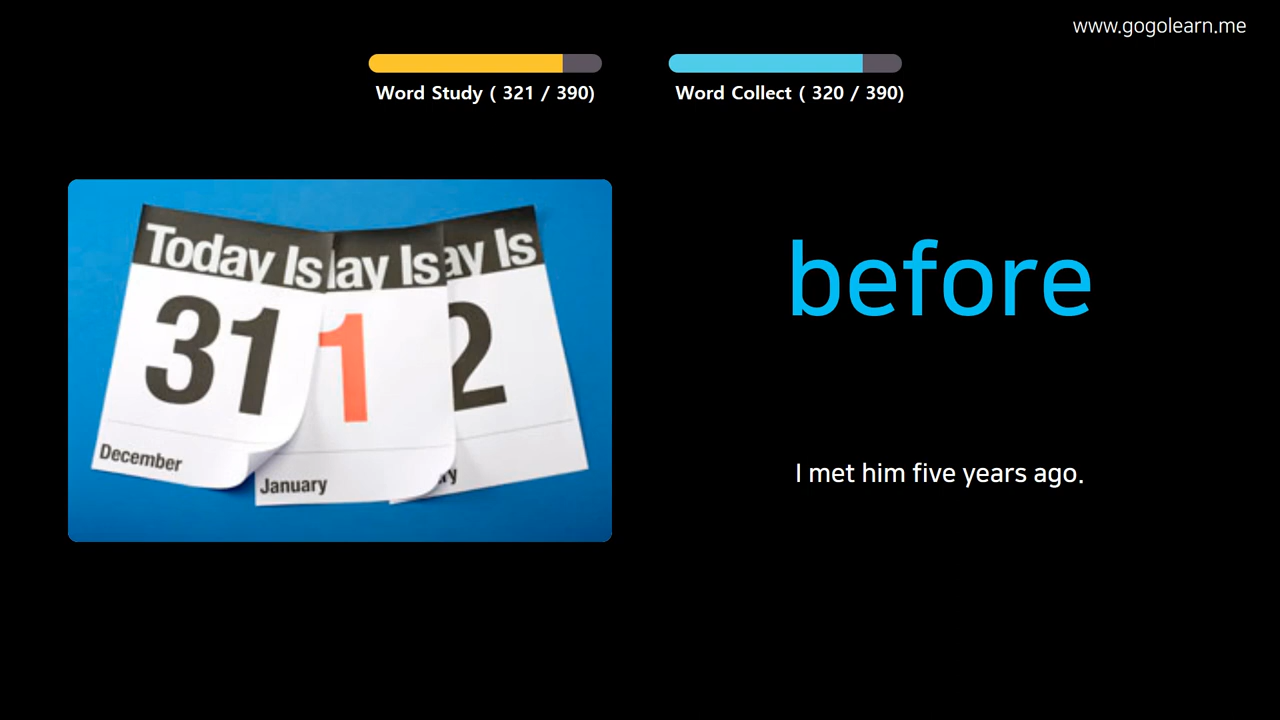 www.gogolearn.me
Word Study ( 321 / 390)
Word Collect ( 320 / 390)
Today Is
ay Is
ay Is
31
1
2
December
January
ry
before
I met him five years ago.